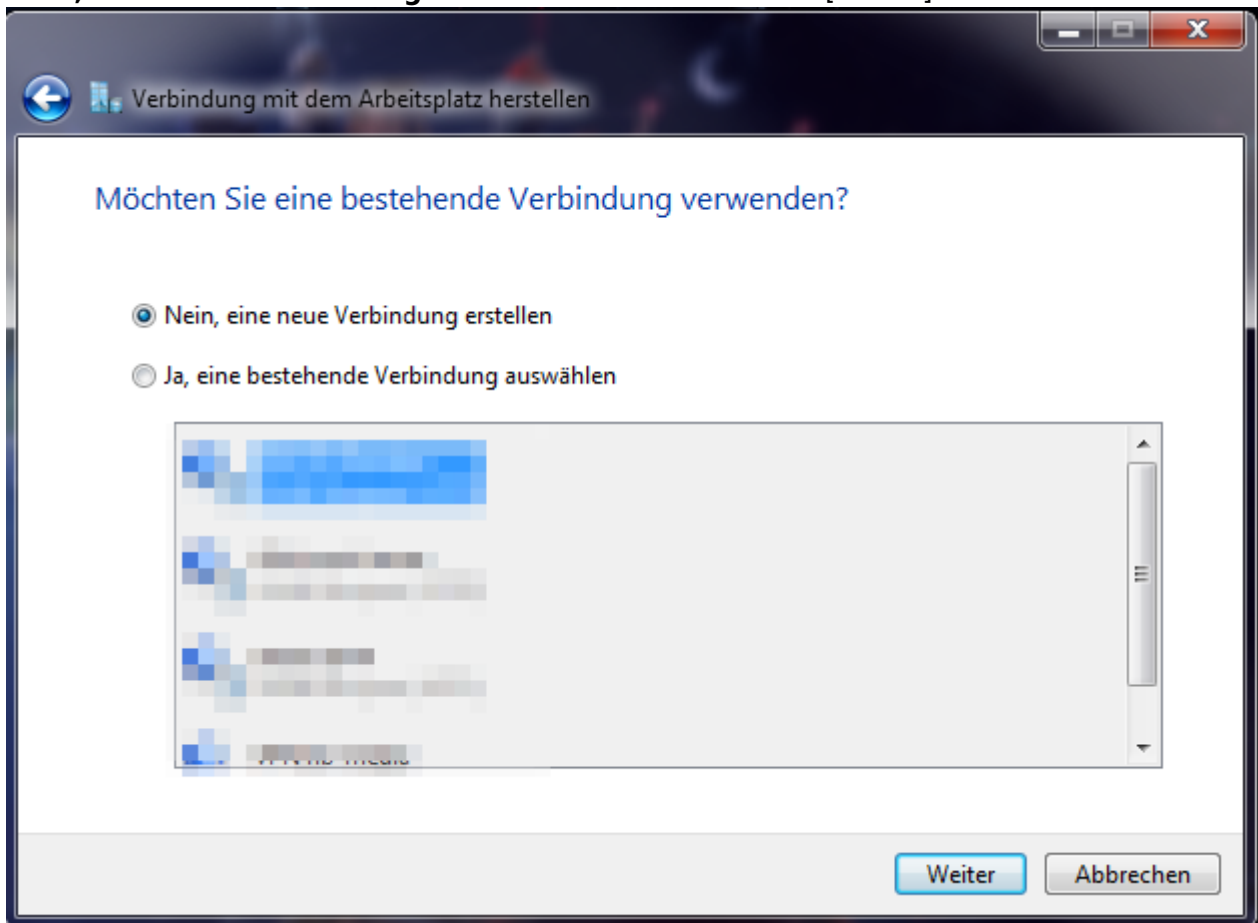 Verbindung mit dem Arbeitsplatz herstellen
Möchten Sie eine bestehende Verbindung verwenden?
Nein, eine neue Verbindung erstellen
Ja, eine bestehende Verbindung auswählen
Weiter
Abbrechen